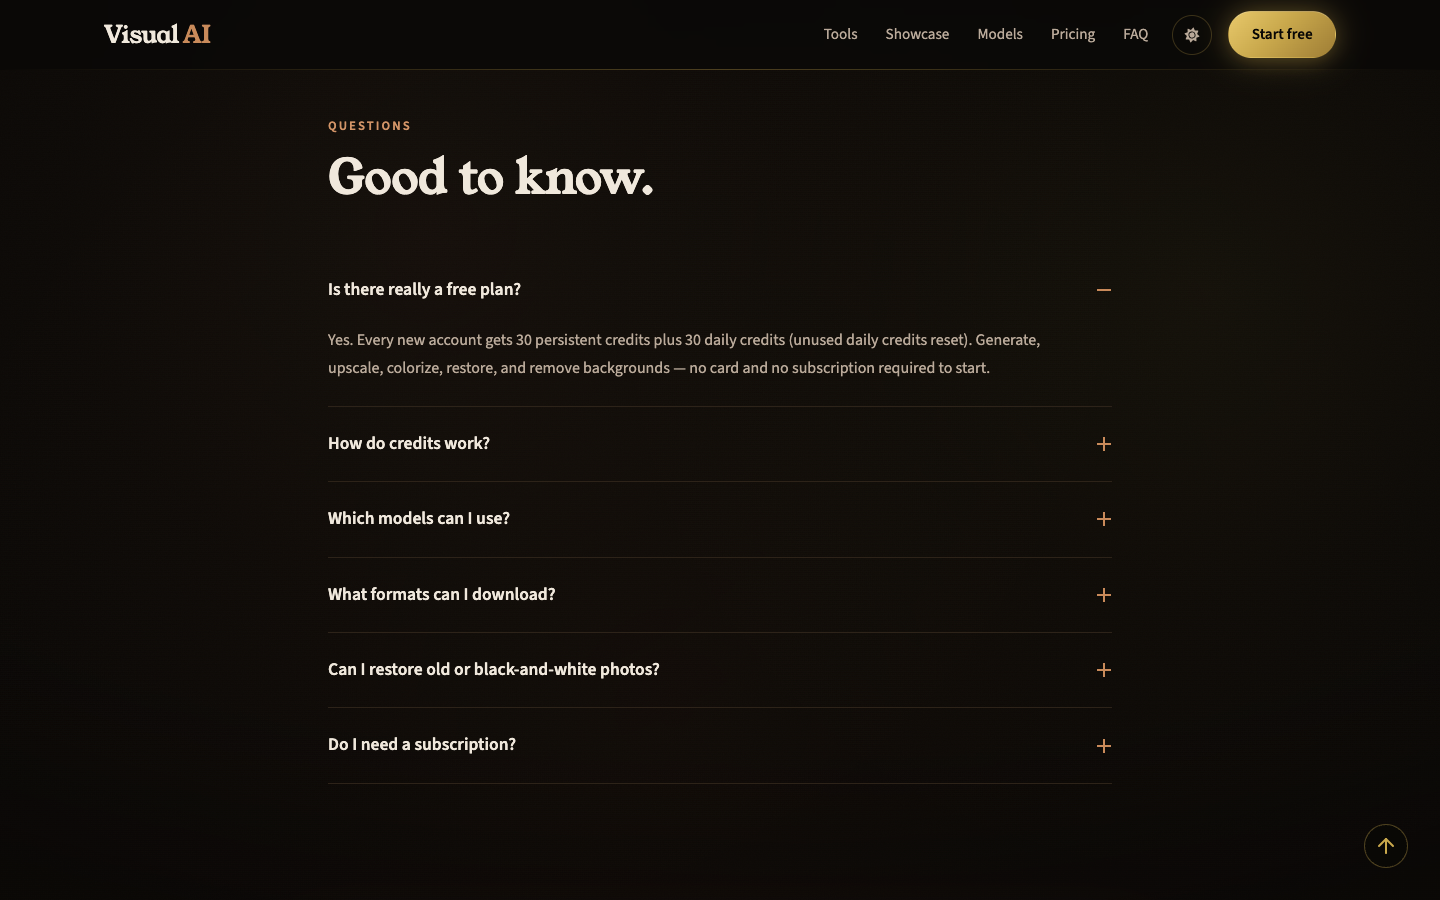 Visual AI
Tools
Showcase
Models
Pricing
FAQ
Start free
QUESTIONS
Good to know.
Is there really a free plan?
Yes. Every new account gets 30 persistent credits plus 30 daily credits (unused daily credits reset). Generate,
upscale, colorize, restore, and remove backgrounds — no card and no subscription required to start.
How do credits work?
Which models can I use?
What formats can I download?
Can I restore old or black-and-white photos?
Do I need a subscription?